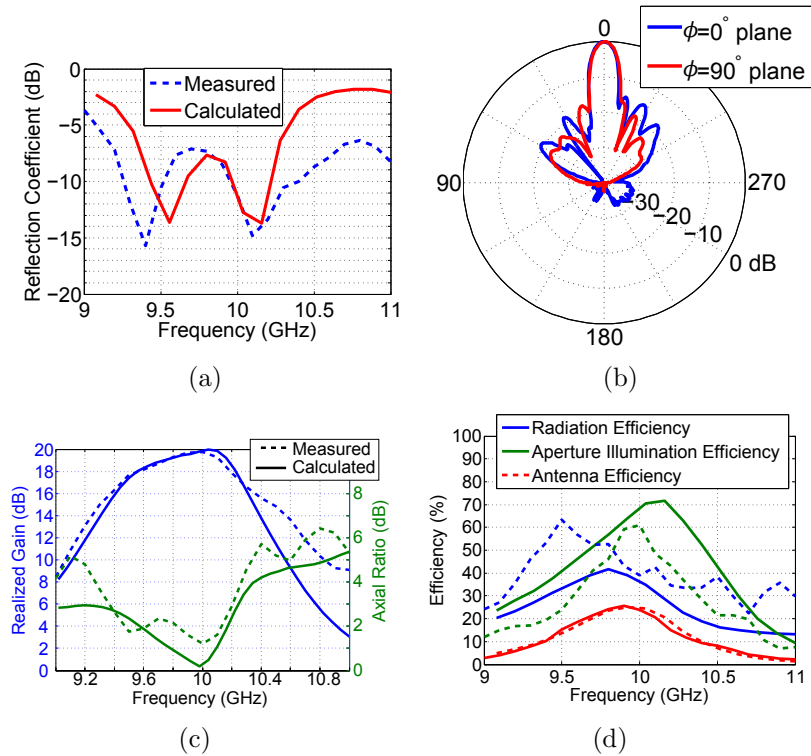 0
−5
−10
−15
−20
Reflection Coefficient (dB)
Measured
Calculated
9 9.5 10 10.5 11
Frequency (GHz)
(a)
0
ϕ=0° plane
ϕ=90° plane
90
270
−30
−20
−10
0 dB
180
(b)
20
18
16
14
12
10
8
6
4
2
0
Realized Gain (dB)
Measured
Calculated
8
6
4
2
0
Axial Ratio (dB)
9.2 9.6 10 10.4 10.8
Frequency (GHz)
(c)
Radiation Efficiency
Aperture Illumination Efficiency
Antenna Efficiency
100
90
80
70
60
50
40
30
20
10
0
Efficiency (%)
9 9.5 10 10.5 11
Frequency (GHz)
(d)